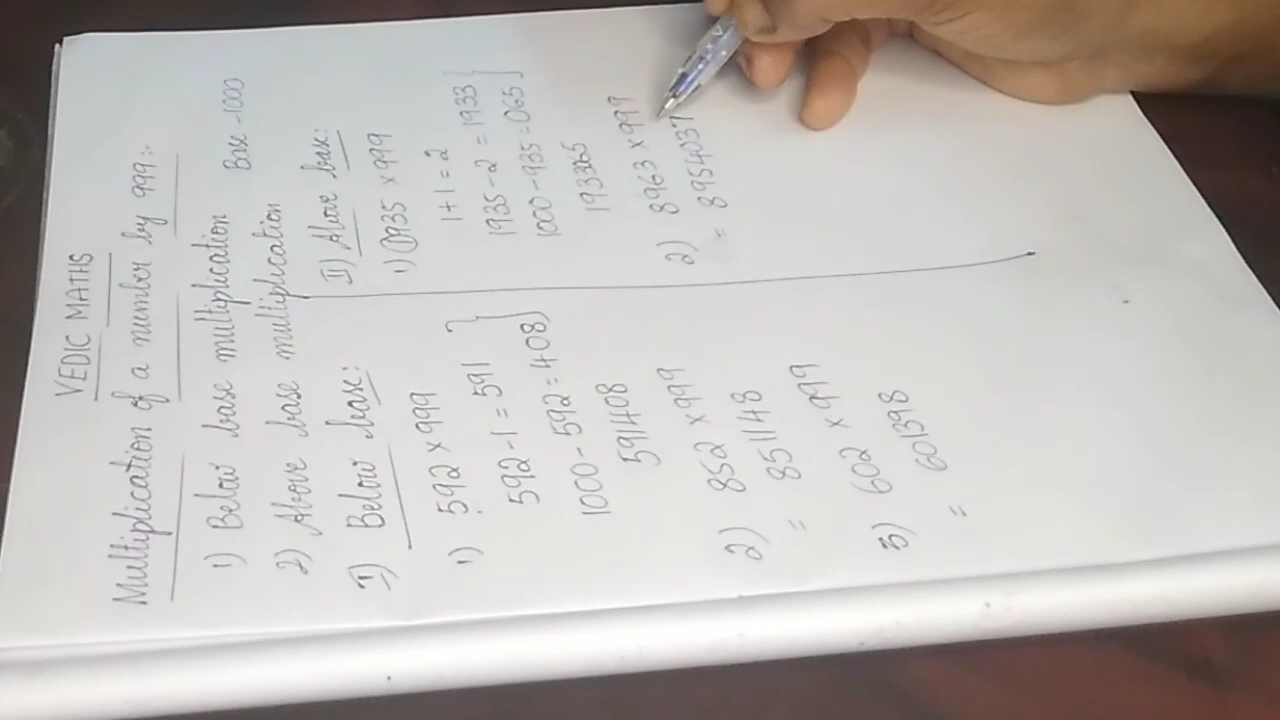 VEDIC MATHS
Multiplication of a number by 999:-
1) Below base multiplication Base-1000
2) Above base multiplication
I) Below base:
1) 592 × 999
592 - 1 = 591 }
1000 - 592 = 408 }
591408
2) 852 × 999
= 851148
3) 602 × 999
= 601398
II) Above base:
1) 1935 × 999
1+1=2
1935 - 2 = 1933 }
1000 - 935 = 065 }
1933065
2) 8963 × 999
= 8954037